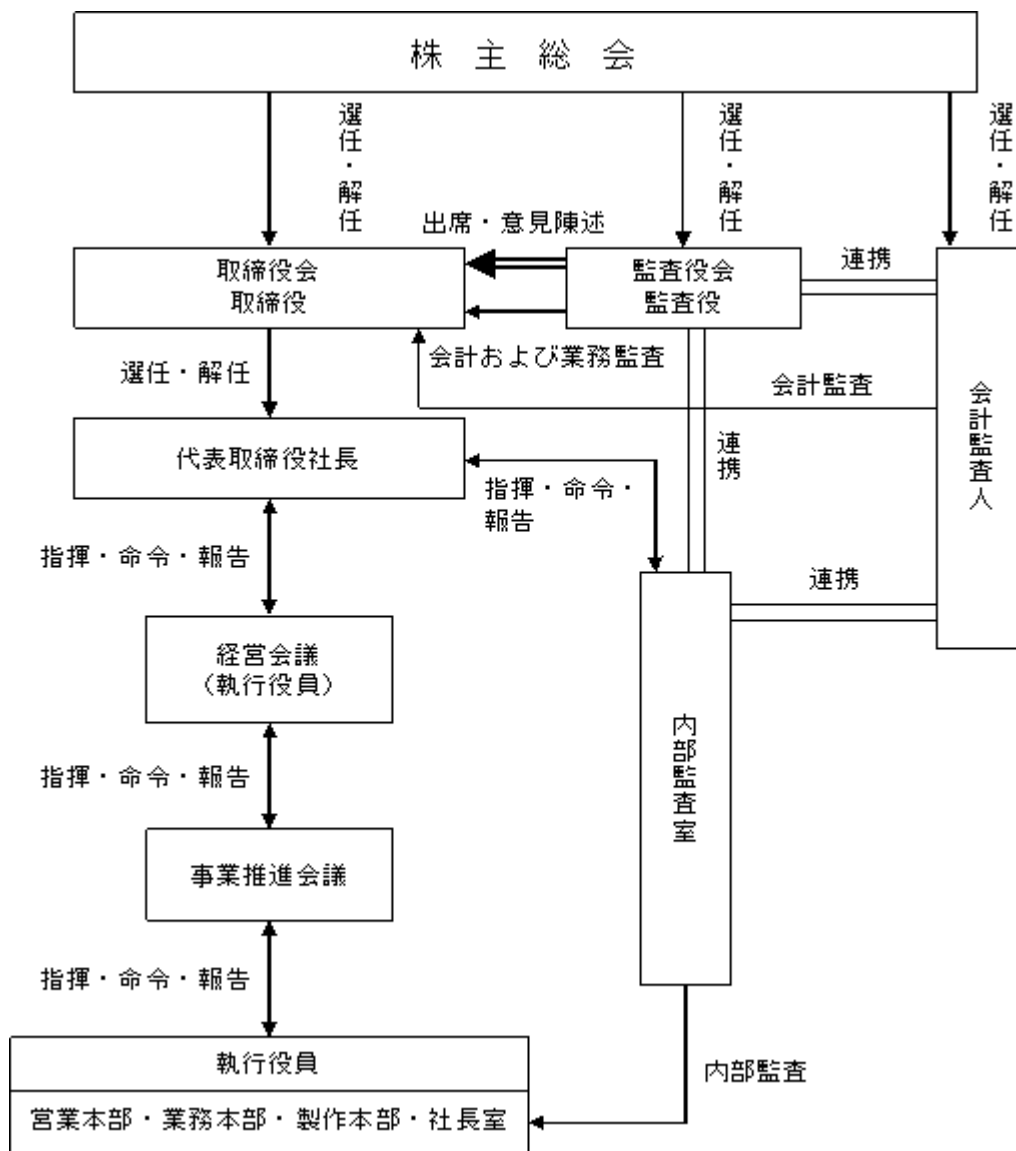 株主総会
選任・解任
選任・解任
選任・解任
出席・意見陳述
取締役会
取締役
監査役会
監査役
連携
会計および業務監査
選任・解任
会計監査
会計監査人
連携
代表取締役社長
指揮・命令・
報告
指揮・命令・報告
連携
経営会議
(執行役員)
内部監査室
指揮・命令・報告
事業推進会議
指揮・命令・報告
執行役員
内部監査
営業本部・業務本部・製作本部・社長室